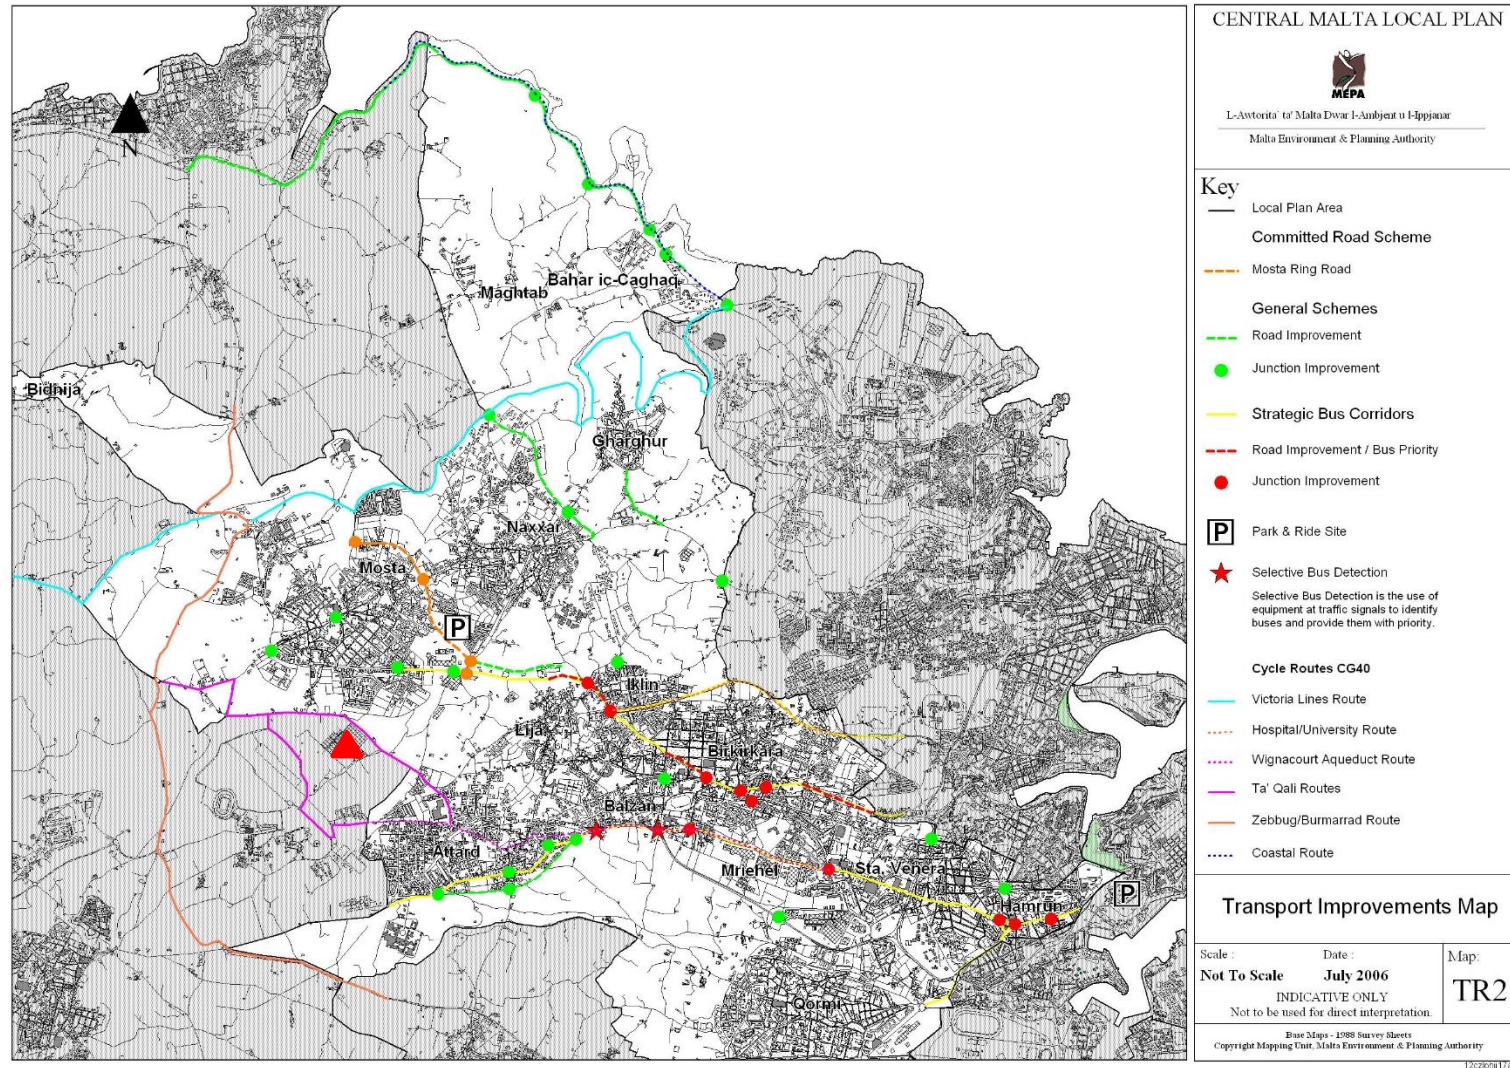 N
Bidnija
Maghtab
Bahar ic-Caghaq
Gharghur
Naxxar
Mosta
P
Iklin
Lija
Birkirkara
Balzan
Attard
Mriehel
Sta. Venera
Hamrun
P
Qormi
CENTRAL MALTA LOCAL PLAN
MEPA
L-Awtorita' ta' Malta Dwar l-Ambjent u l-Ippjanar
Malta Environment & Planning Authority
Key
Local Plan Area
Committed Road Scheme
Mosta Ring Road
General Schemes
Road Improvement
Junction Improvement
Strategic Bus Corridors
Road Improvement / Bus Priority
Junction Improvement
P Park & Ride Site
Selective Bus Detection
Selective Bus Detection is the use of
equipment at traffic signals to identify
buses and provide them with priority.
Cycle Routes CG40
Victoria Lines Route
Hospital/University Route
Wignacourt Aqueduct Route
Ta' Qali Routes
Zebbug/Burmarrad Route
Coastal Route
Transport Improvements Map
Scale : Date : Map:
Not To Scale July 2006 TR2
INDICATIVE ONLY
Not to be used for direct interpretation.
Base Maps - 1988 Survey Sheets
Copyright Mapping Unit, Malta Environment & Planning Authority